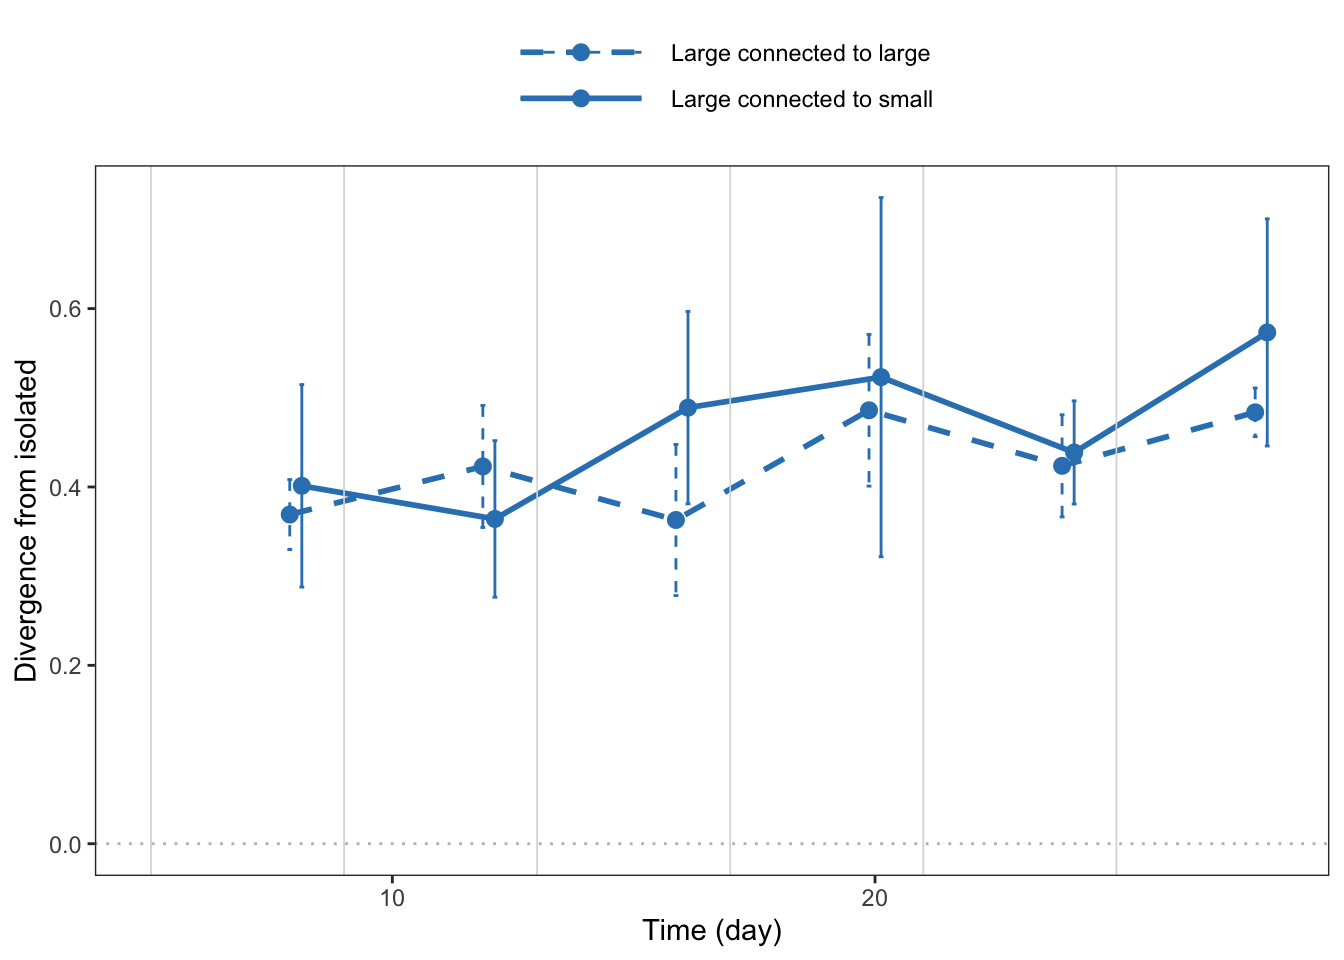 Large connected to large
Large connected to small
Divergence from isolated
0.6
0.4
0.2
0.0
10 20
Time (day)